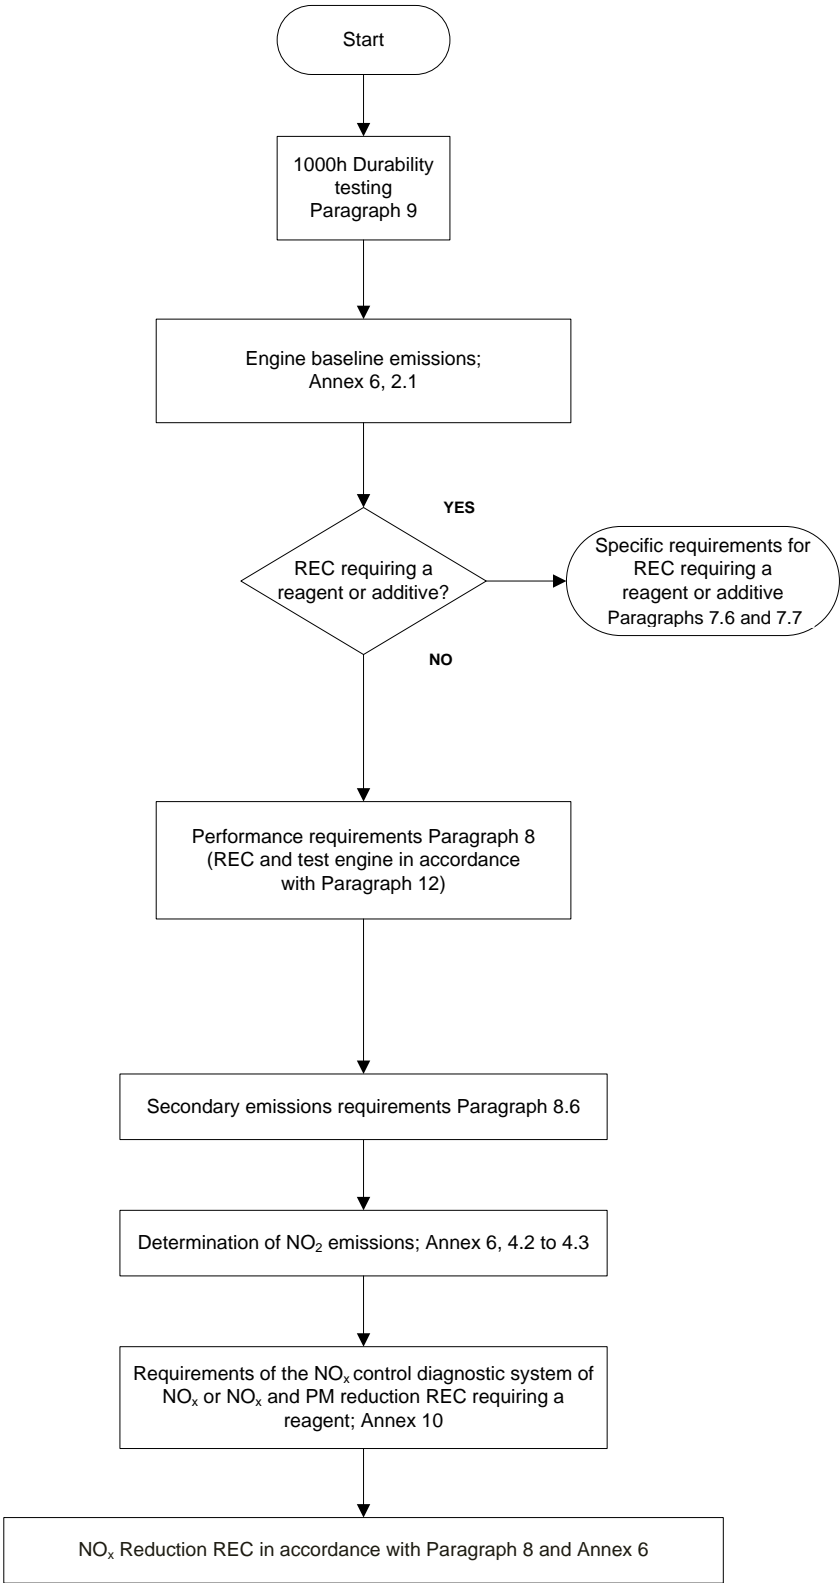 Start
1000h Durability
testing
Paragraph 9
Engine baseline emissions;
Annex 6, 2.1
YES
REC requiring a
reagent or additive?
Specific requirements for
REC requiring a
reagent or additive
Paragraphs 7.6 and 7.7
NO
Performance requirements Paragraph 8
(REC and test engine in accordance
with Paragraph 12)
Secondary emissions requirements Paragraph 8.6
Determination of NO₂ emissions; Annex 6, 4.2 to 4.3
Requirements of the NOₓ control diagnostic system of
NOₓ or NOₓ and PM reduction REC requiring a
reagent; Annex 10
NOₓ Reduction REC in accordance with Paragraph 8 and Annex 6